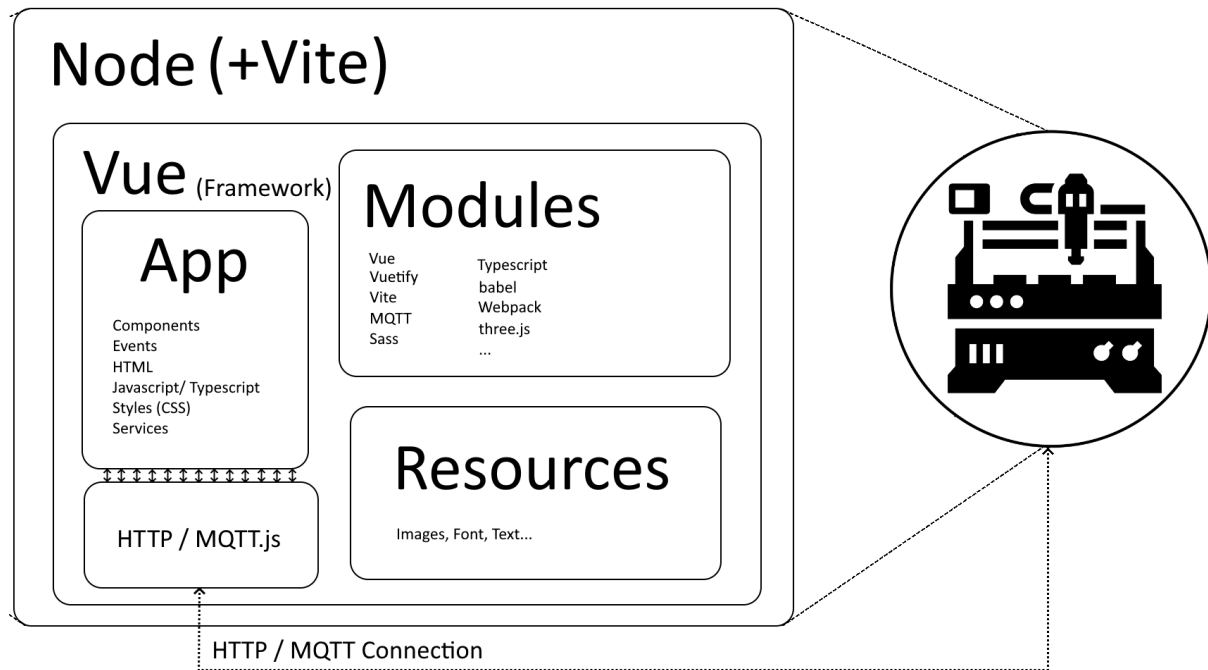 Node (+Vite)
Vue (Framework)
App
Components
Events
HTML
Javascript/ Typescript
Styles (CSS)
Services
HTTP / MQTT.js
Modules
Vue
Vuetify
Vite
MQTT
Sass
Typescript
babel
Webpack
three.js
...
Resources
Images, Font, Text...
HTTP / MQTT Connection